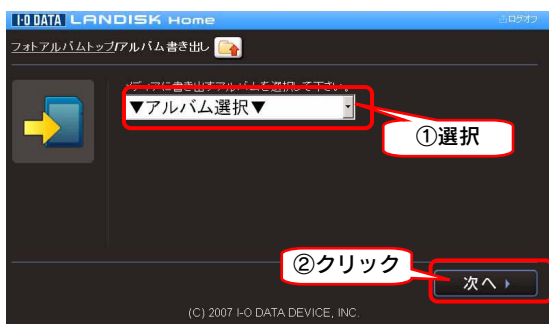 I-O DATA LANDISK Home
ログオフ
フォトアルバムトップ/アルバム書き出し
メディアに書き出すアルバムを選択して下さい。
▼アルバム選択▼
①選択
②クリック
次へ
(C) 2007 I-O DATA DEVICE, INC.